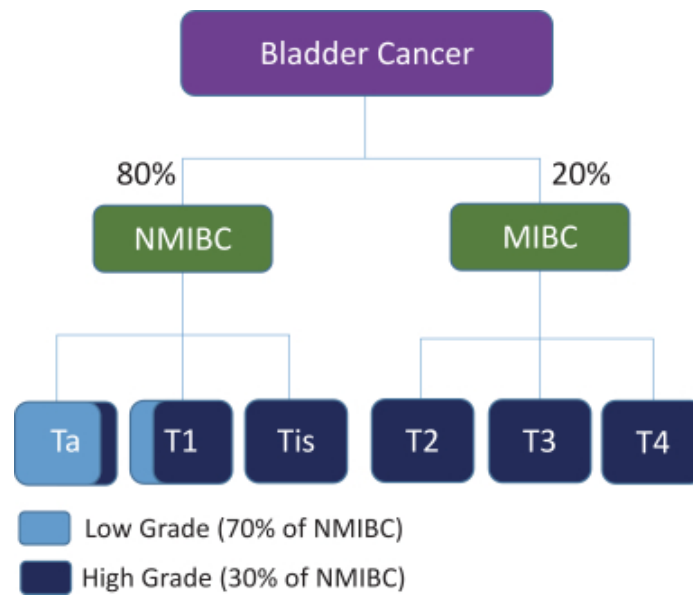 Bladder Cancer
80%
20%
NMIBC
MIBC
Ta
T1
Tis
T2
T3
T4
Low Grade (70% of NMIBC)
High Grade (30% of NMIBC)